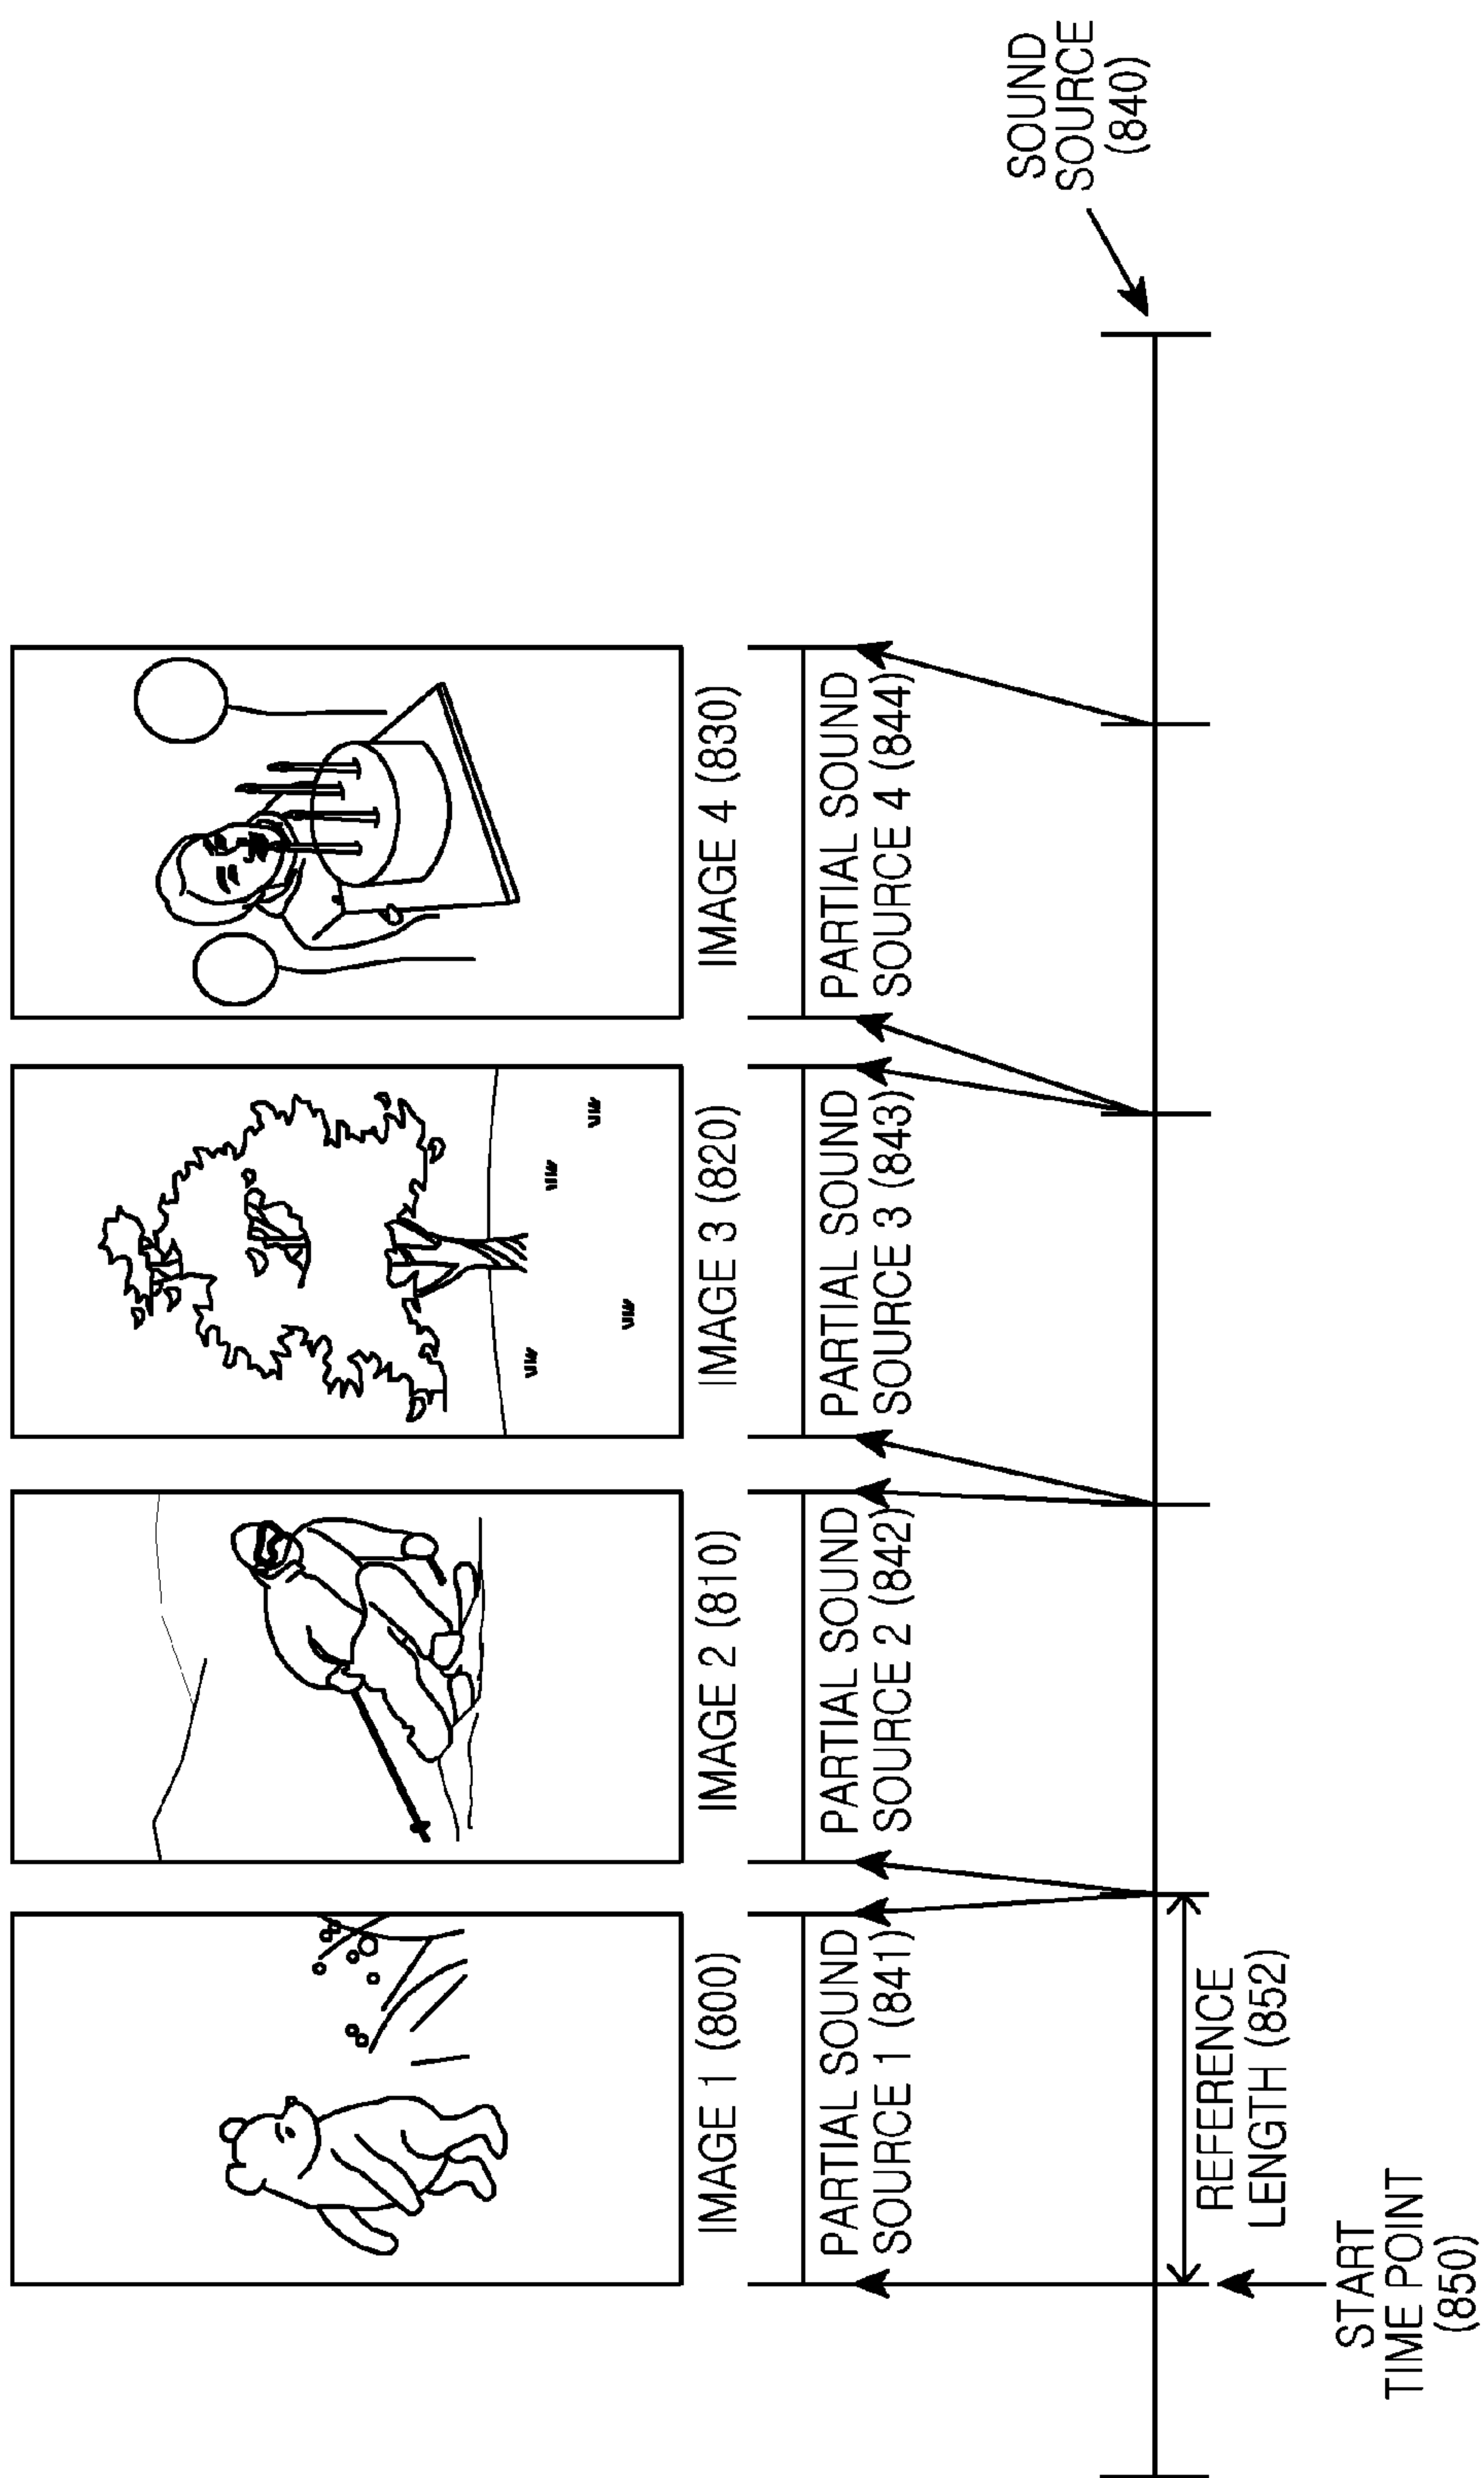 IMAGE 1 (800)
IMAGE 2 (810)
IMAGE 3 (820)
IMAGE 4 (830)
PARTIAL SOUND
SOURCE 1 (841)
PARTIAL SOUND
SOURCE 2 (842)
PARTIAL SOUND
SOURCE 3 (843)
PARTIAL SOUND
SOURCE 4 (844)
SOUND
SOURCE
(840)
REFERENCE
LENGTH (852)
START
TIME POINT
(850)